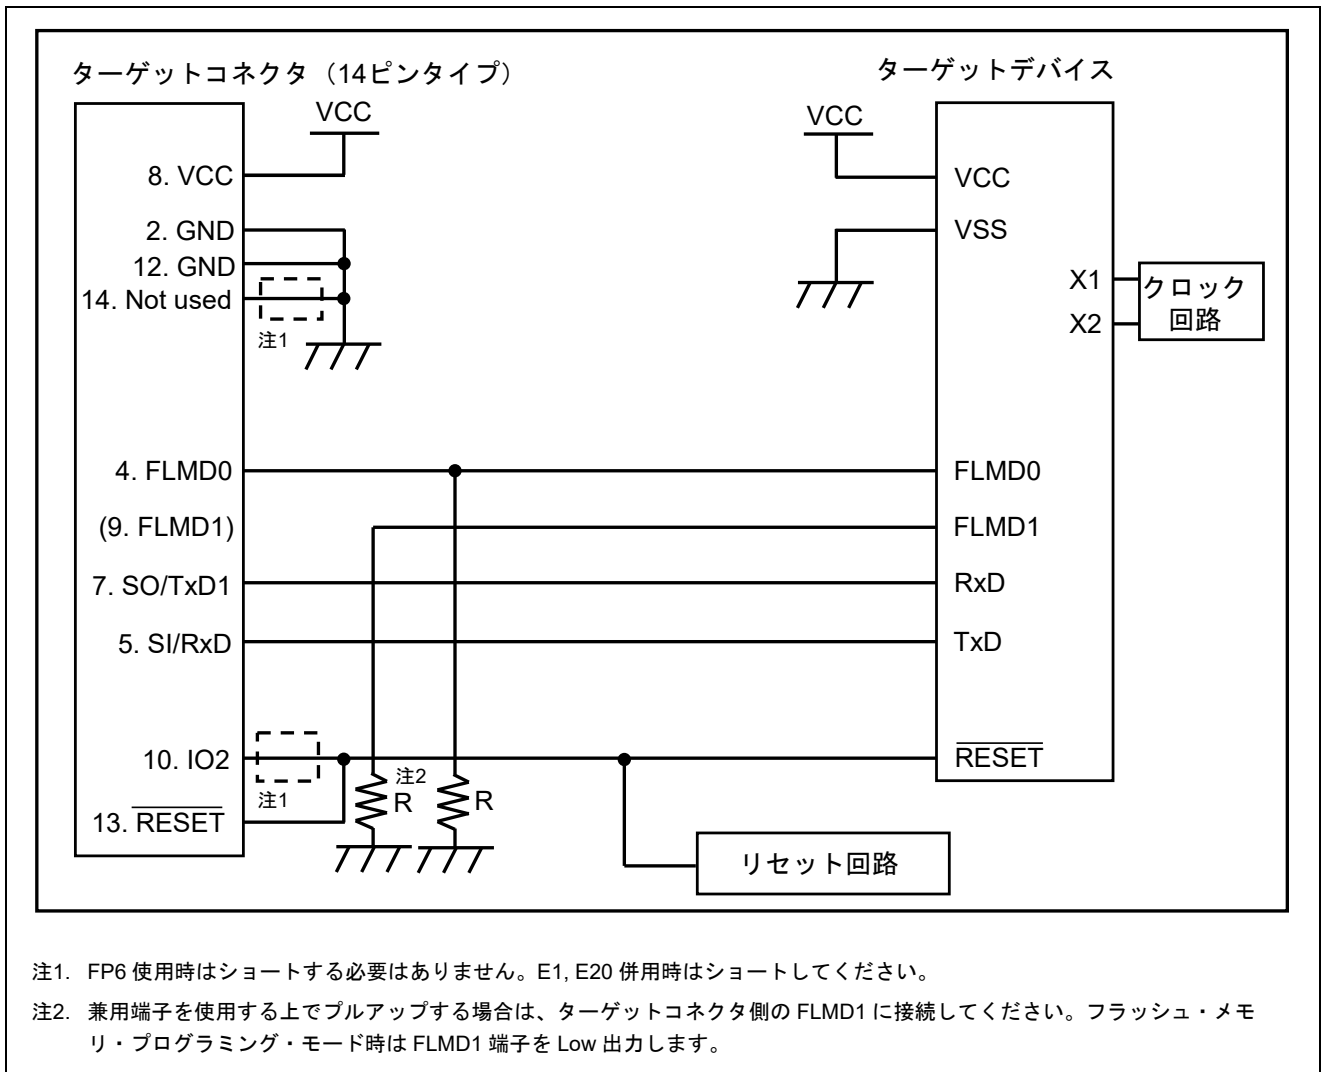 ターゲットコネクタ（14ピンタイプ）
ターゲットデバイス
VCC
VCC
8. VCC
VCC
2. GND
VSS
12. GND
14. Not used
注1
X1
X2
クロック
回路
4. FLMD0
FLMD0
(9. FLMD1)
FLMD1
7. SO/TxD1
RxD
5. SI/RxD
TxD
10. IO2
RESET
注1
注2
R
R
13. RESET
リセット回路
注1. FP6 使用時はショートする必要はありません。E1, E20 併用時はショートしてください。
注2. 兼用端子を使用する上でプルアップする場合は、ターゲットコネクタ側の FLMD1 に接続してください。フラッシュ・メモ
リ・プログラミング・モード時は FLMD1 端子を Low 出力します。